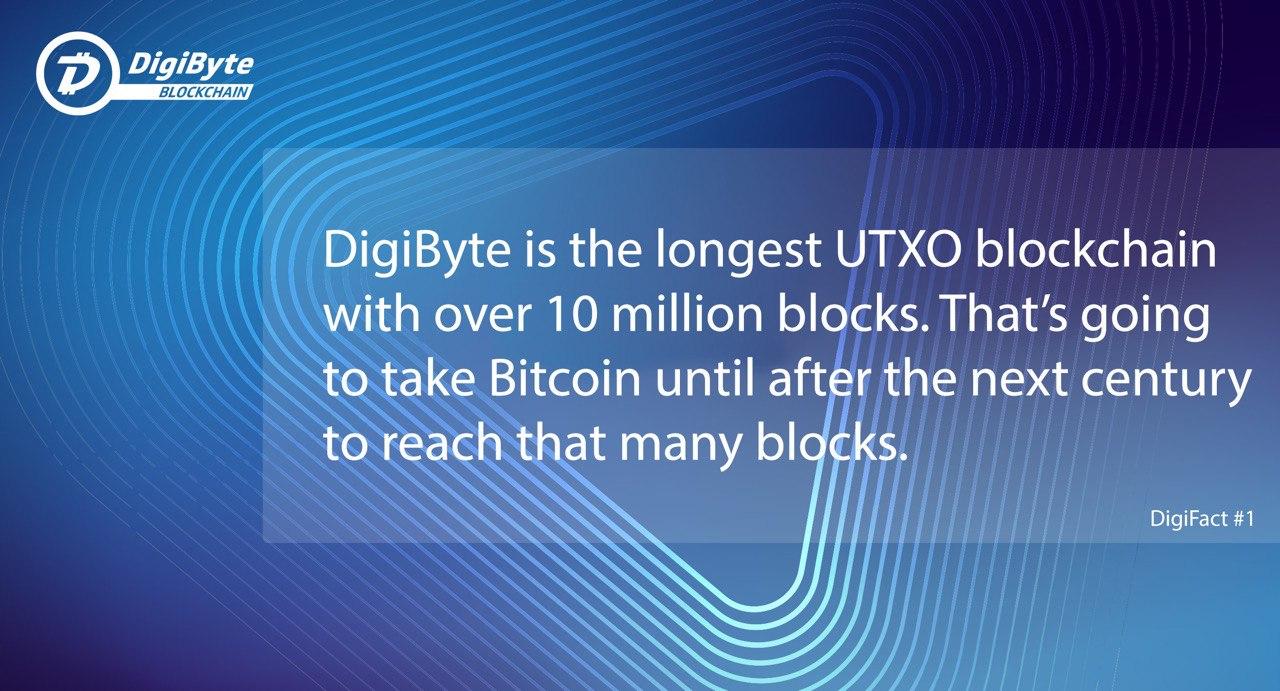 DigiByte
BLOCKCHAIN
DigiByte is the longest UTXO blockchain
with over 10 million blocks. That’s going
to take Bitcoin until after the next century
to reach that many blocks.
DigiFact #1